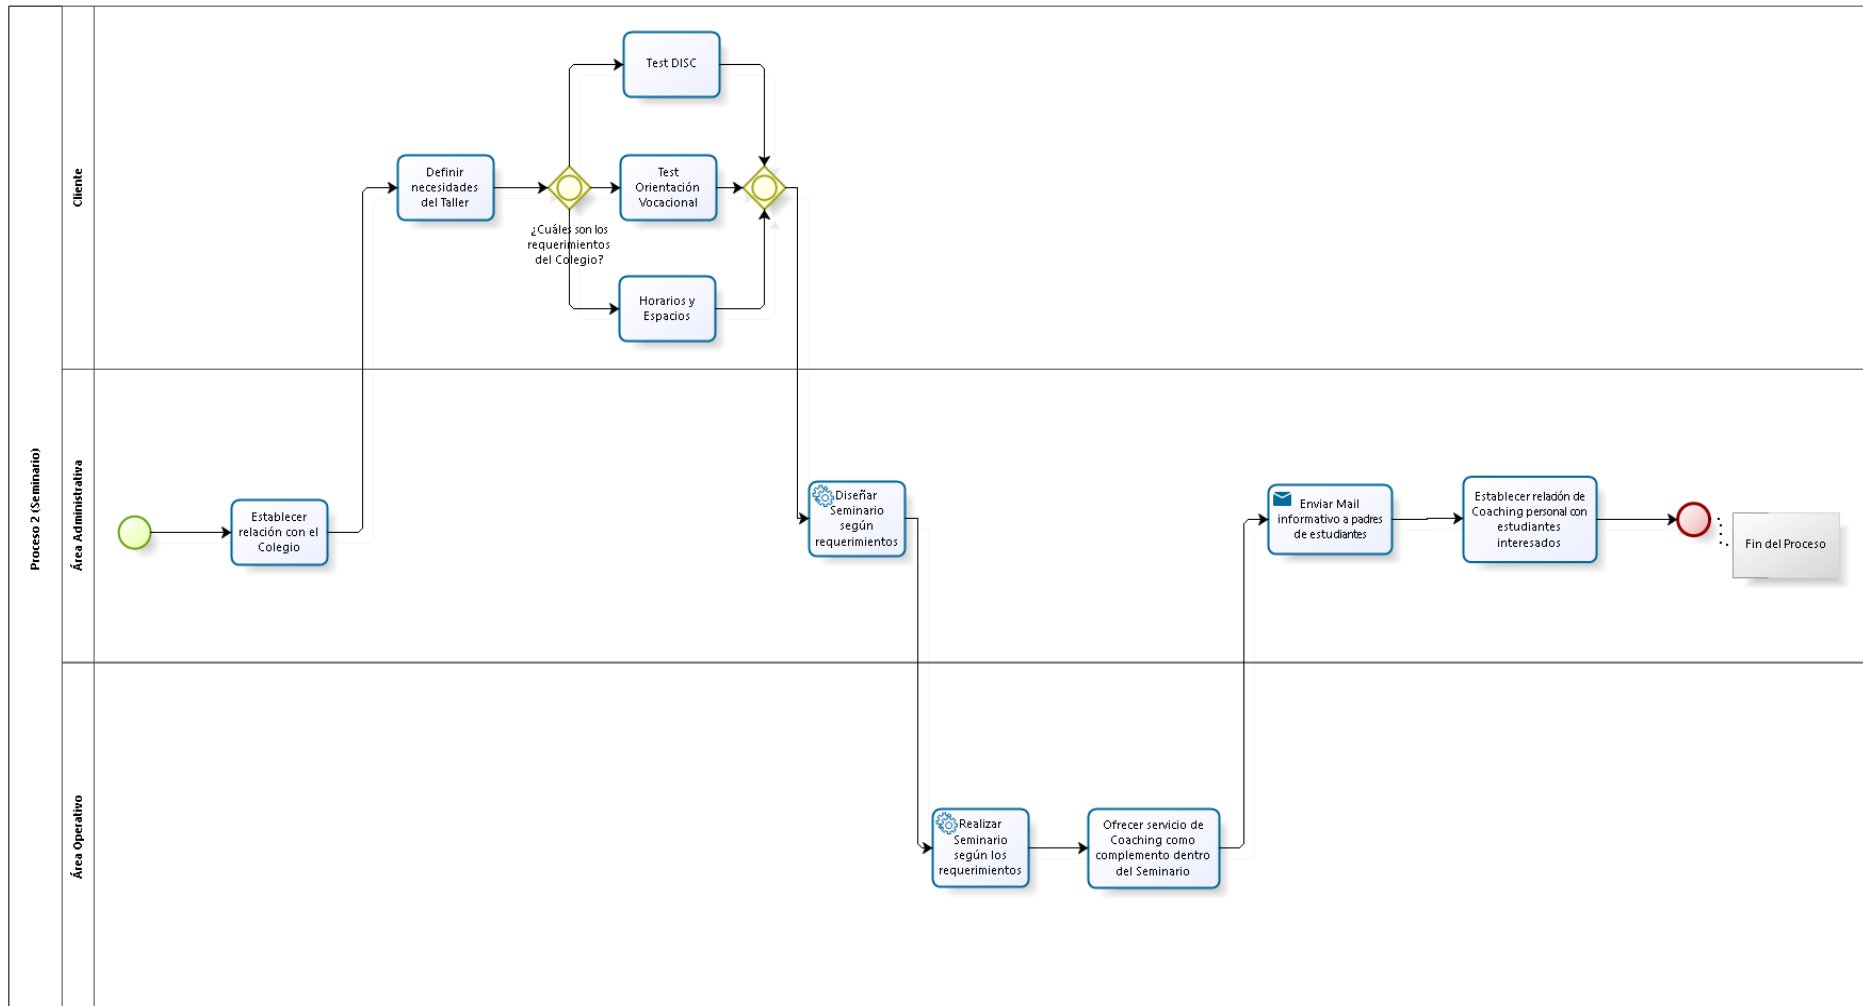 Proceso 2 (Seminario)
Cliente
Test DISC
Definir
necesidades
del Taller
¿Cuáles son los
requerimientos
del Colegio?
Test
Orientación
Vocacional
Horarios y
Espacios
Área Administrativa
Establecer
relación con el
Colegio
Diseñar
Seminario
según
requerimientos
Enviar Mail
informativo a padres
de estudiantes
Establecer relación de
Coaching personal con
estudiantes
interesados
Fin del Proceso
Área Operativo
Realizar
Seminario
según los
requerimientos
Ofrecer servicio de
Coaching como
complemento dentro
del Seminario